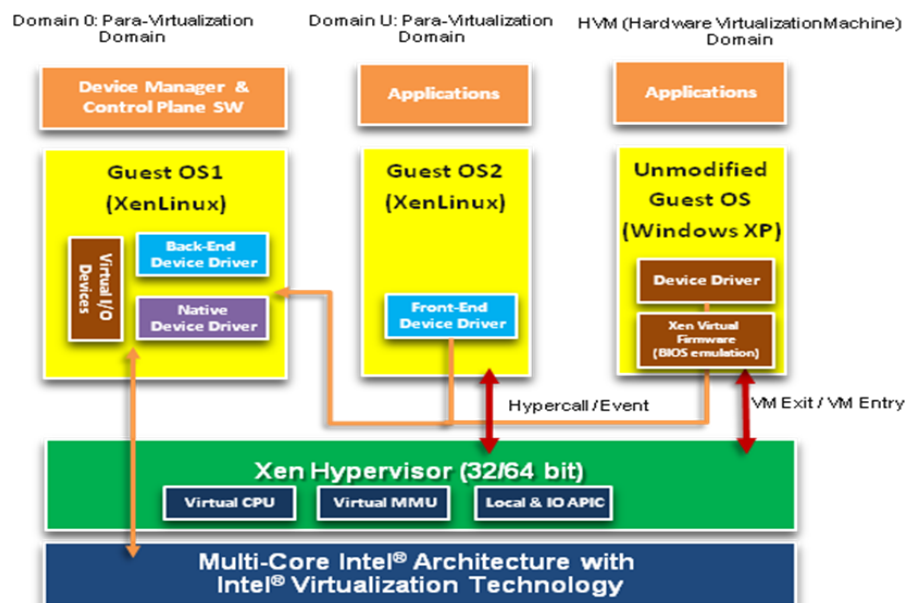 Domain 0: Para-Virtualization
Domain
Domain U: Para-Virtualization
Domain
HVM (Hardware VirtualizationMachine)
Domain
Device Manager &
Control Plane SW
Applications
Applications
Guest OS1
(XenLinux)
Virtual I/O
Devices
Back-End
Device Driver
Native
Device Driver
Guest OS2
(XenLinux)
Front-End
Device Driver
Unmodified
Guest OS
(Windows XP)
Device Driver
Xen Virtual
Firmware
(BIOS emulation)
Hypercall/Event
VM Exit / VM Entry
Xen Hypervisor (32/64 bit)
Virtual CPU
Virtual MMU
Local & IO APIC
Multi-Core Intel® Architecture with
Intel® Virtualization Technology